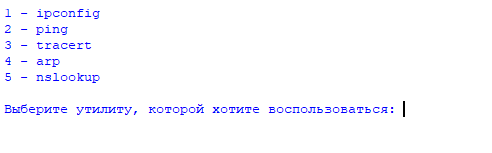 1 - ipconfig
2 - ping
3 - tracert
4 - arp
5 - nslookup
Выберите утилиту, которой хотите воспользоваться: